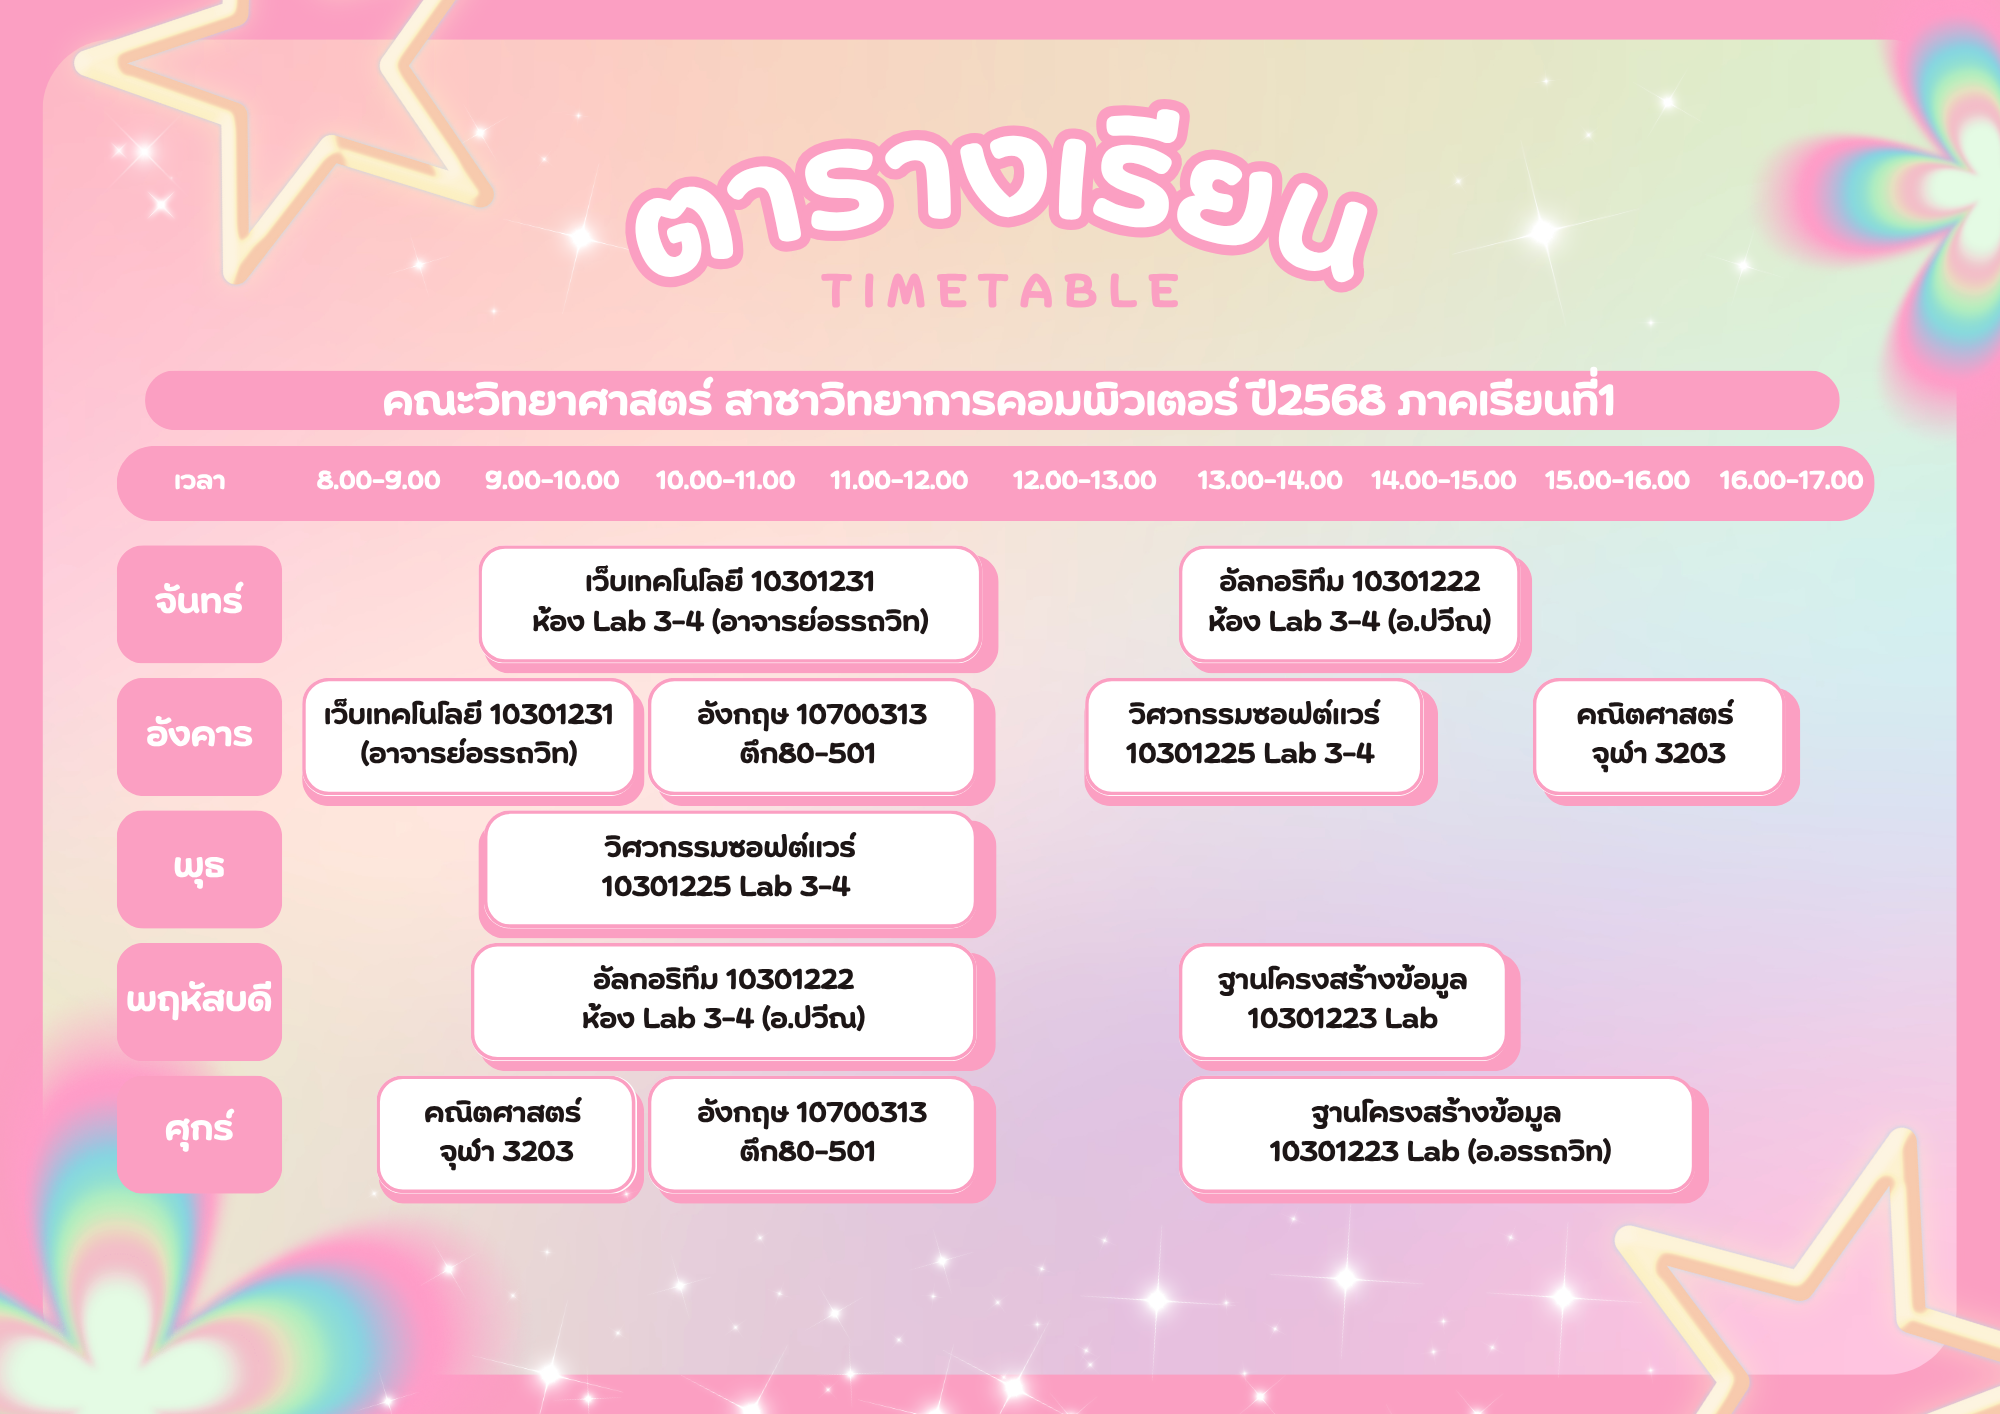 ตารางเรียน
TIMETABLE
คณะวิทยาศาสตร์ สาชาวิทยาการคอมพิวเตอร์ ปี2568 ภาคเรียนที่1
เวลา 8.00-9.00 9.00-10.00 10.00-11.00 11.00-12.00 12.00-13.00 13.00-14.00 14.00-15.00 15.00-16.00 16.00-17.00
จันทร์
เว็บเทคโนโลยี 10301231
ห้อง Lab 3-4 (อาจารย์อรรถวิท)
อัลกอริทึม 10301222
ห้อง Lab 3-4 (อ.ปวีณ)
อังคาร
เว็บเทคโนโลยี 10301231
(อาจารย์อรรถวิท)
อังกฤษ 10700313
ตึก80-501
วิศวกรรมซอฟต์แวร์
10301225 Lab 3-4
คณิตศาสตร์
จุฬา 3203
พุธ
วิศวกรรมซอฟต์แวร์
10301225 Lab 3-4
พฤหัสบดี
อัลกอริทึม 10301222
ห้อง Lab 3-4 (อ.ปวีณ)
ฐานโครงสร้างข้อมูล
10301223 Lab
ศุกร์
คณิตศาสตร์
จุฬา 3203
อังกฤษ 10700313
ตึก80-501
ฐานโครงสร้างข้อมูล
10301223 Lab (อ.อรรถวิท)